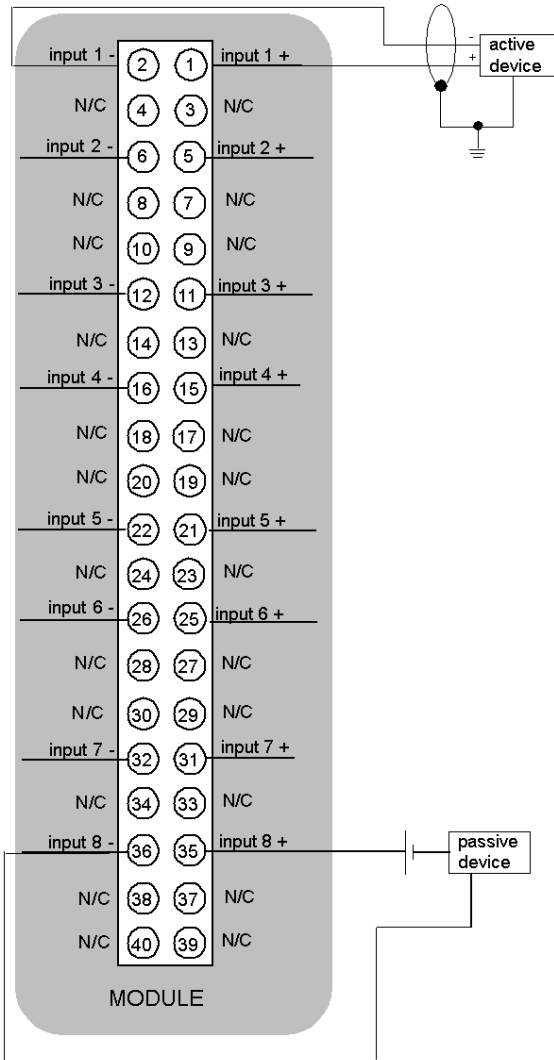 input 1 - 2 1 input 1 + - active
+ device
N/C 4 3 N/C
input 2 - 6 5 input 2 +
N/C 8 7 N/C
N/C 10 9 N/C
input 3 - 12 11 input 3 +
N/C 14 13 N/C
input 4 - 16 15 input 4 +
N/C 18 17 N/C
N/C 20 19 N/C
input 5 - 22 21 input 5 +
N/C 24 23 N/C
input 6 - 26 25 input 6 +
N/C 28 27 N/C
N/C 30 29 N/C
input 7 - 32 31 input 7 +
N/C 34 33 N/C
input 8 - 36 35 input 8 + passive
device
N/C 38 37 N/C
N/C 40 39 N/C
MODULE